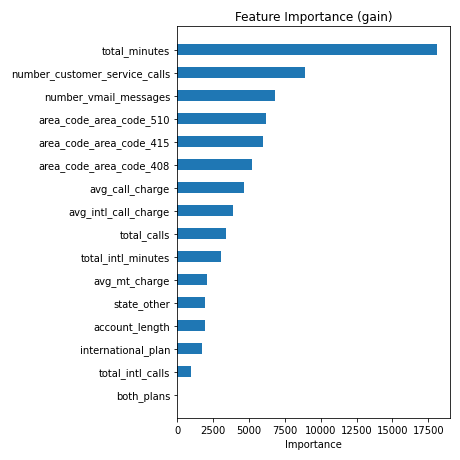 Feature Importance (gain)
total_minutes
number_customer_service_calls
number_vmail_messages
area_code_area_code_510
area_code_area_code_415
area_code_area_code_408
avg_call_charge
avg_intl_call_charge
total_calls
total_intl_minutes
avg_mt_charge
state_other
account_length
international_plan
total_intl_calls
both_plans
0 2500 5000 7500 10000 12500 15000 17500
Importance